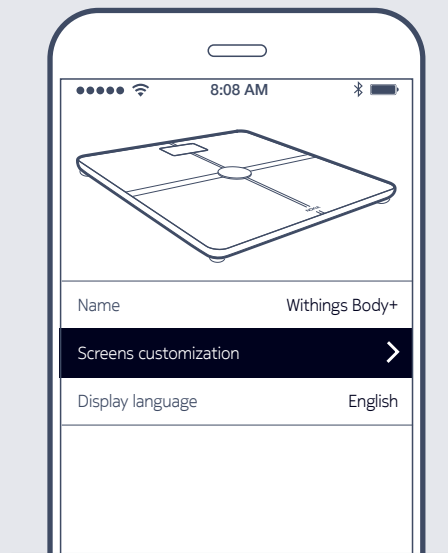 8:08 AM
Name Withings Body+
Screens customization
Display language English